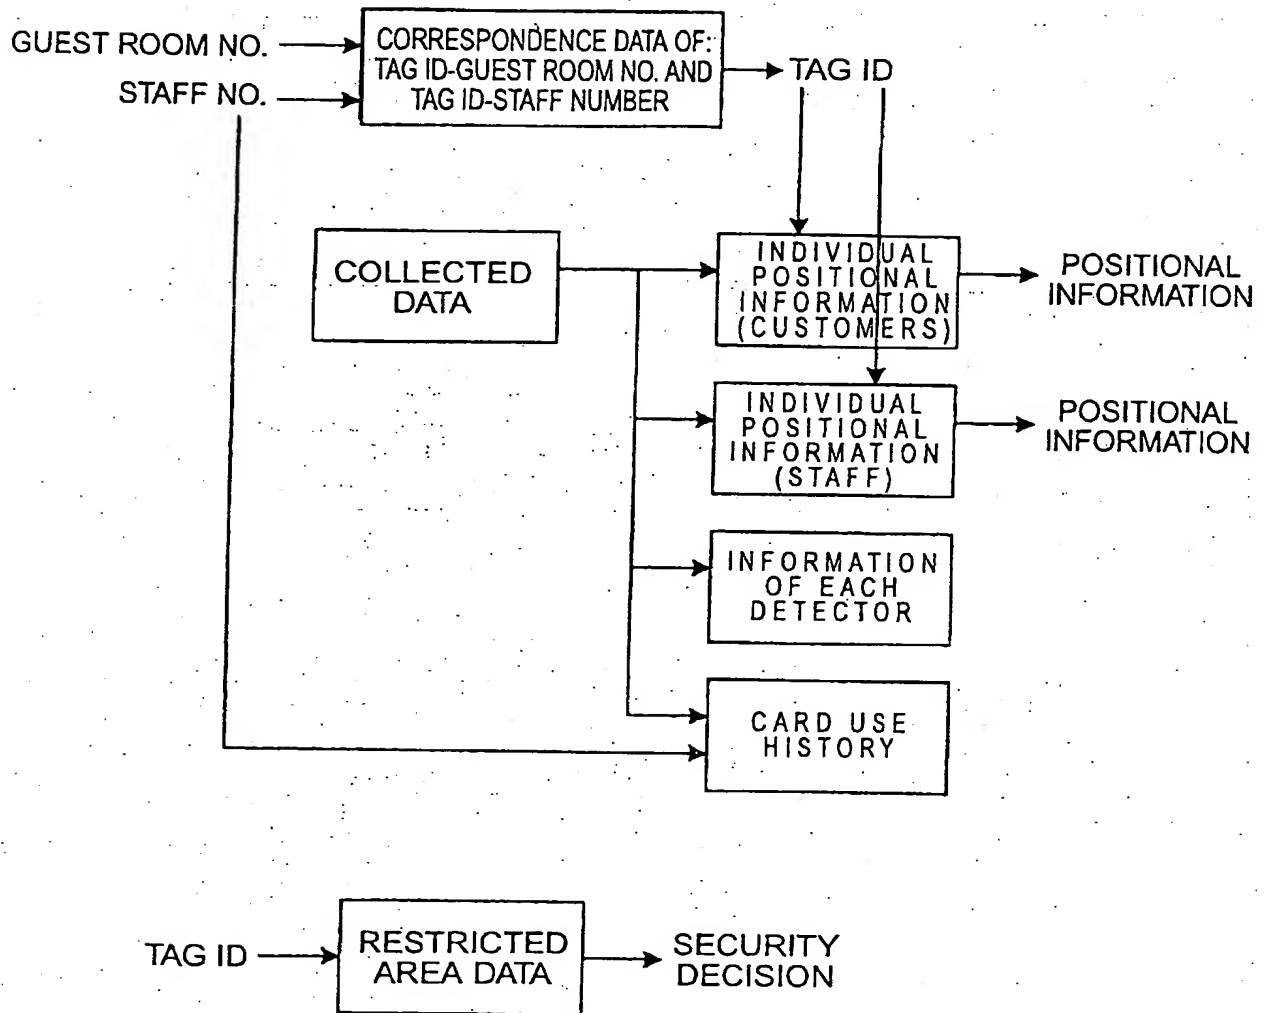 GUEST ROOM NO.
STAFF NO.
CORRESPONDENCE DATA OF:
TAG ID-GUEST ROOM NO. AND
TAG ID-STAFF NUMBER
TAG ID
COLLECTED
DATA
INDIVIDUAL
POSITIONAL
INFORMATION
(CUSTOMERS)
POSITIONAL
INFORMATION
INDIVIDUAL
POSITIONAL
INFORMATION
(STAFF)
POSITIONAL
INFORMATION
INFORMATION
OF EACH
DETECTOR
CARD USE
HISTORY
TAG ID
RESTRICTED
AREA DATA
SECURITY
DECISION